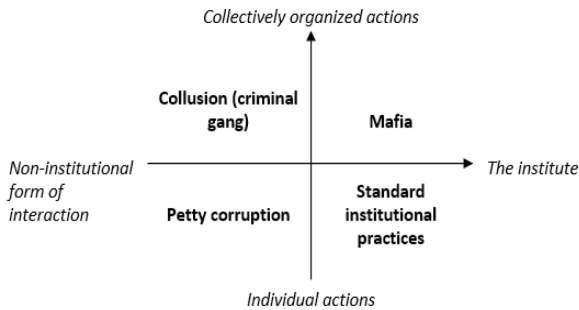 Collectively organized actions
Collusion (criminal
gang)
Mafia
Non-institutional
form of
interaction
The institute
Petty corruption
Standard
institutional
practices
Individual actions